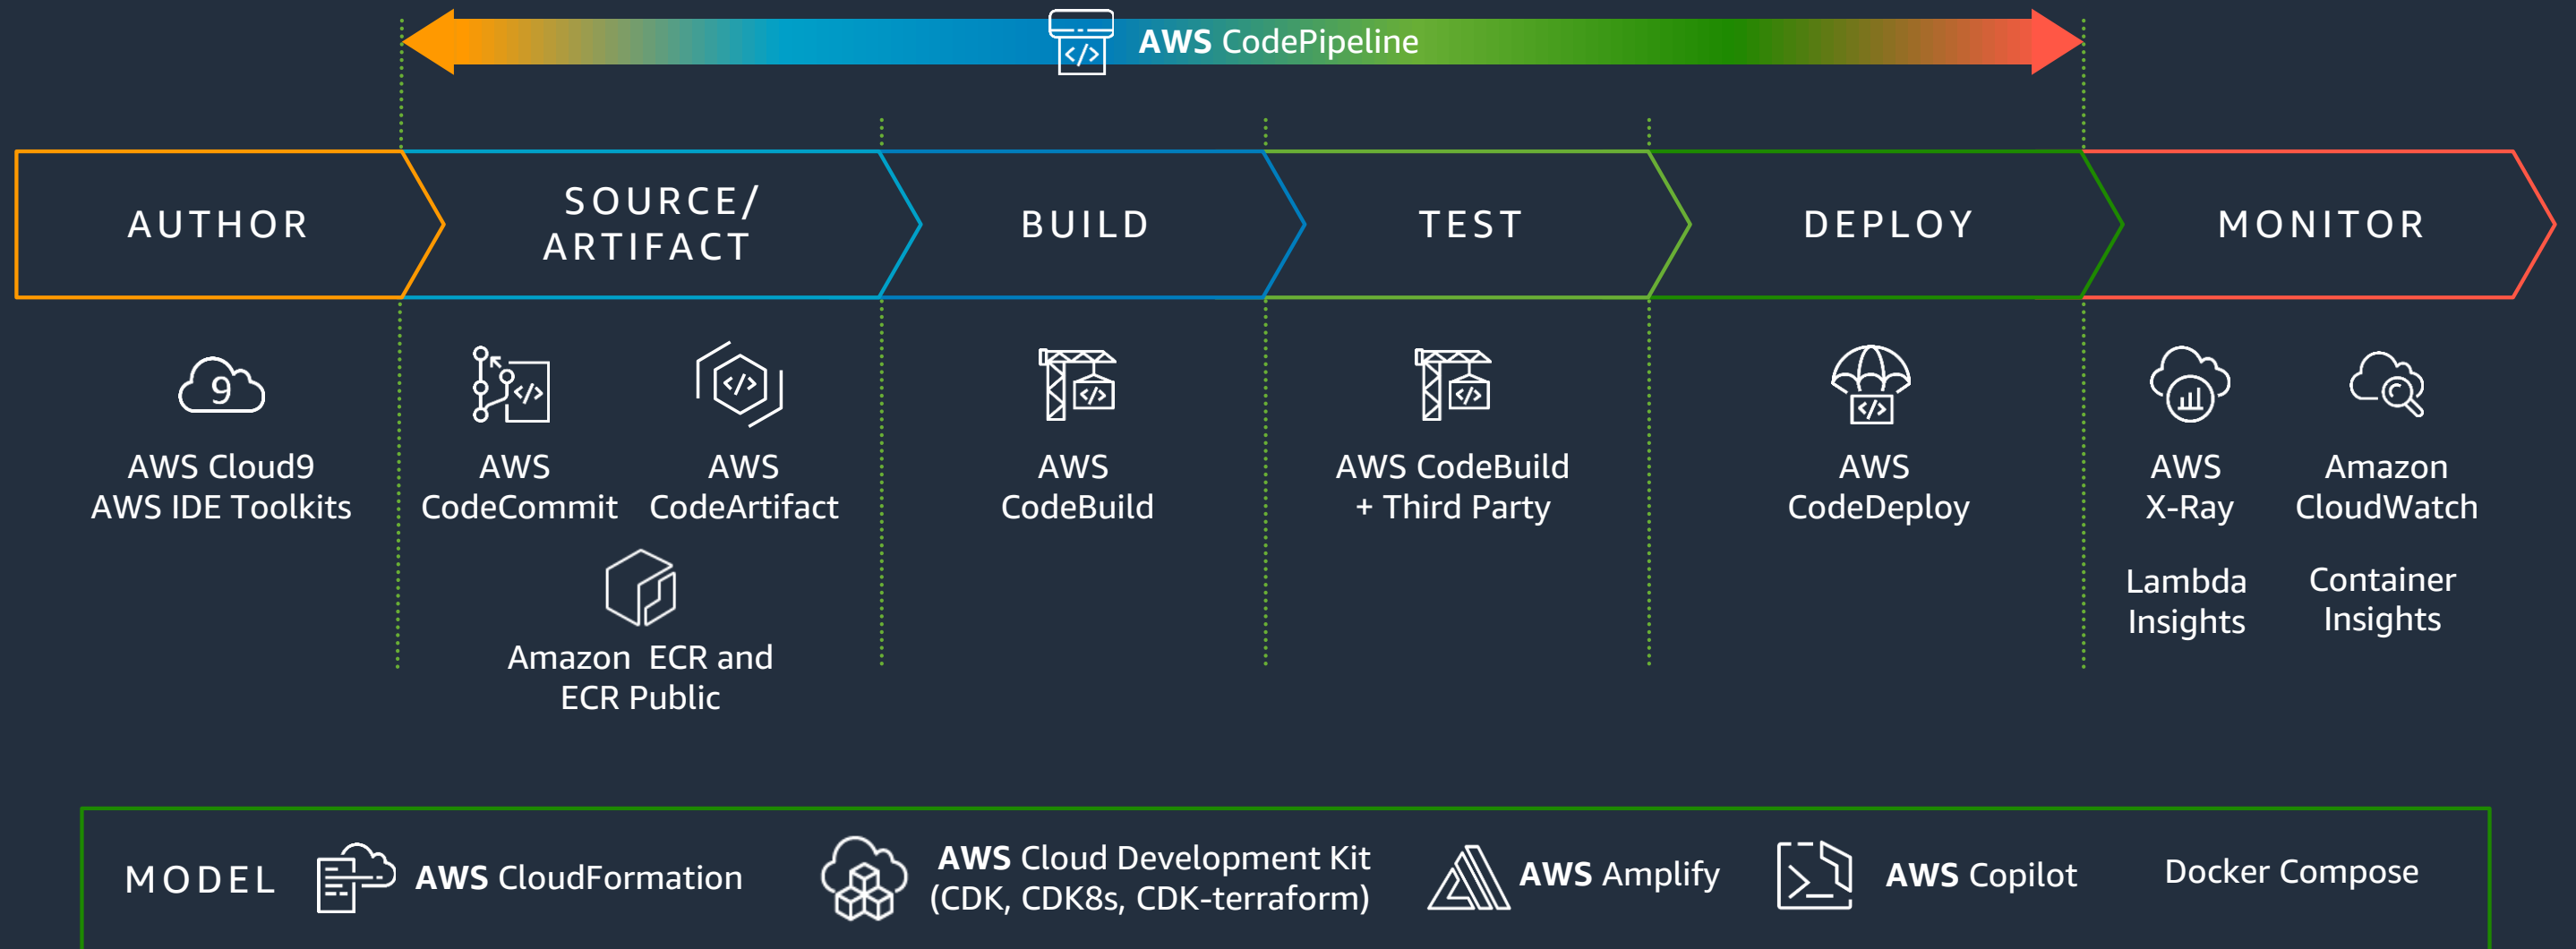 AWS CodePipeline
AUTHOR
SOURCE/
ARTIFACT
BUILD
TEST
DEPLOY
MONITOR
9
AWS Cloud9
AWS IDE Toolkits
AWS
CodeCommit
AWS
CodeArtifact
Amazon ECR and
ECR Public
AWS
CodeBuild
AWS CodeBuild
+ Third Party
AWS
CodeDeploy
AWS
X-Ray
Amazon
CloudWatch
Lambda
Insights
Container
Insights
MODEL
AWS CloudFormation
AWS Cloud Development Kit
(CDK, CDK8s, CDK-terraform)
AWS Amplify
AWS Copilot
Docker Compose